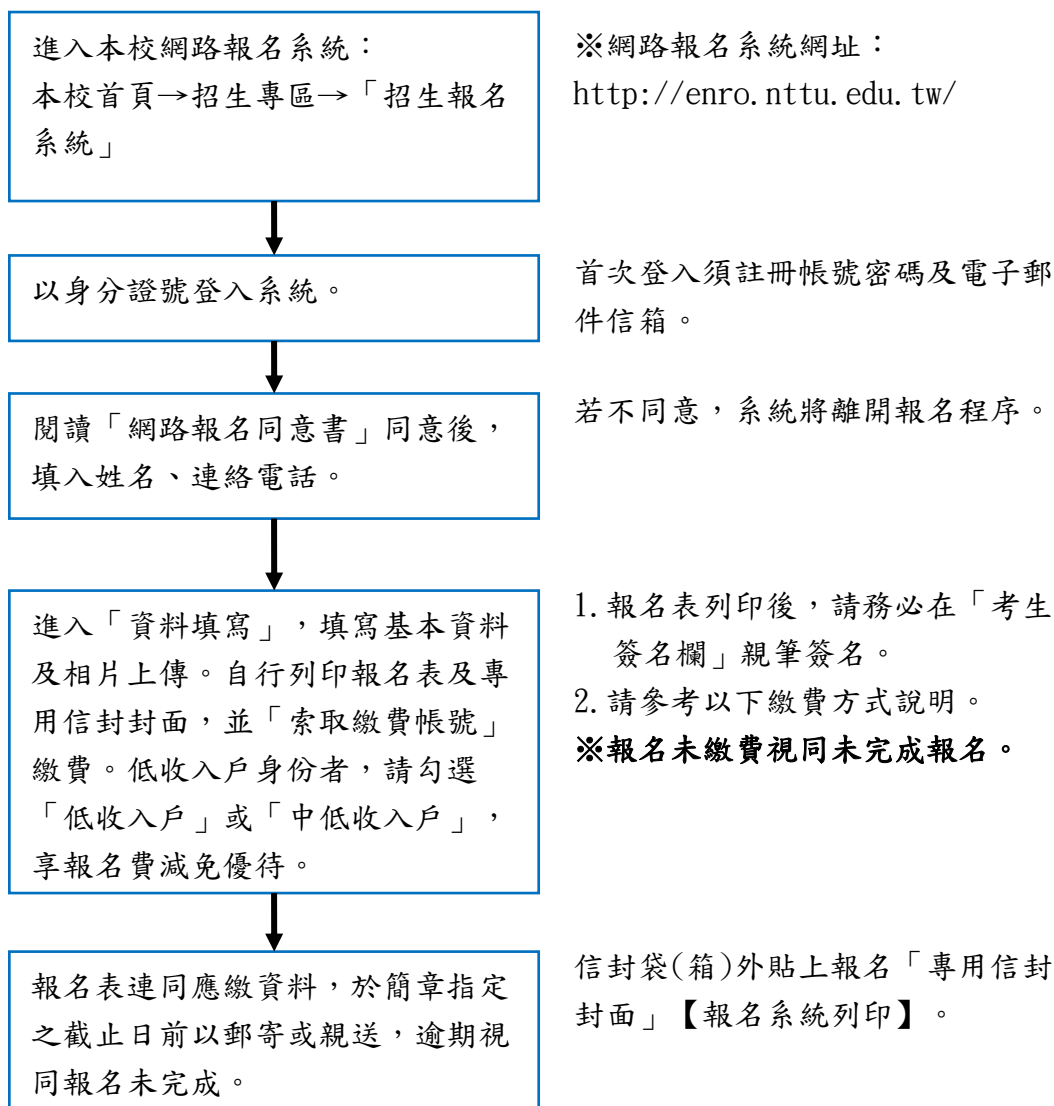 進入本校網路報名系統：
本校首頁→招生專區→「招生報名
系統」
※網路報名系統網址：
http://enro.nttu.edu.tw/
以身分證號登入系統。
首次登入須註冊帳號密碼及電子郵
件信箱。
閱讀「網路報名同意書」同意後，
填入姓名、連絡電話。
若不同意，系統將離開報名程序。
進入「資料填寫」，填寫基本資料
及相片上傳。自行列印報名表及專
用信封封面，並「索取繳費帳號」
繳費。低收入戶身份者，請勾選
「低收入戶」或「中低收入戶」，
享報名費減免優待。
1.報名表列印後，請務必在「考生
簽名欄」親筆簽名。
2.請參考以下繳費方式說明。
※報名未繳費視同未完成報名。
報名表連同應繳資料，於簡章指定
之截止日前以郵寄或親送，逾期視
同報名未完成。
信封袋(箱)外貼上報名「專用信封
封面」【報名系統列印】。